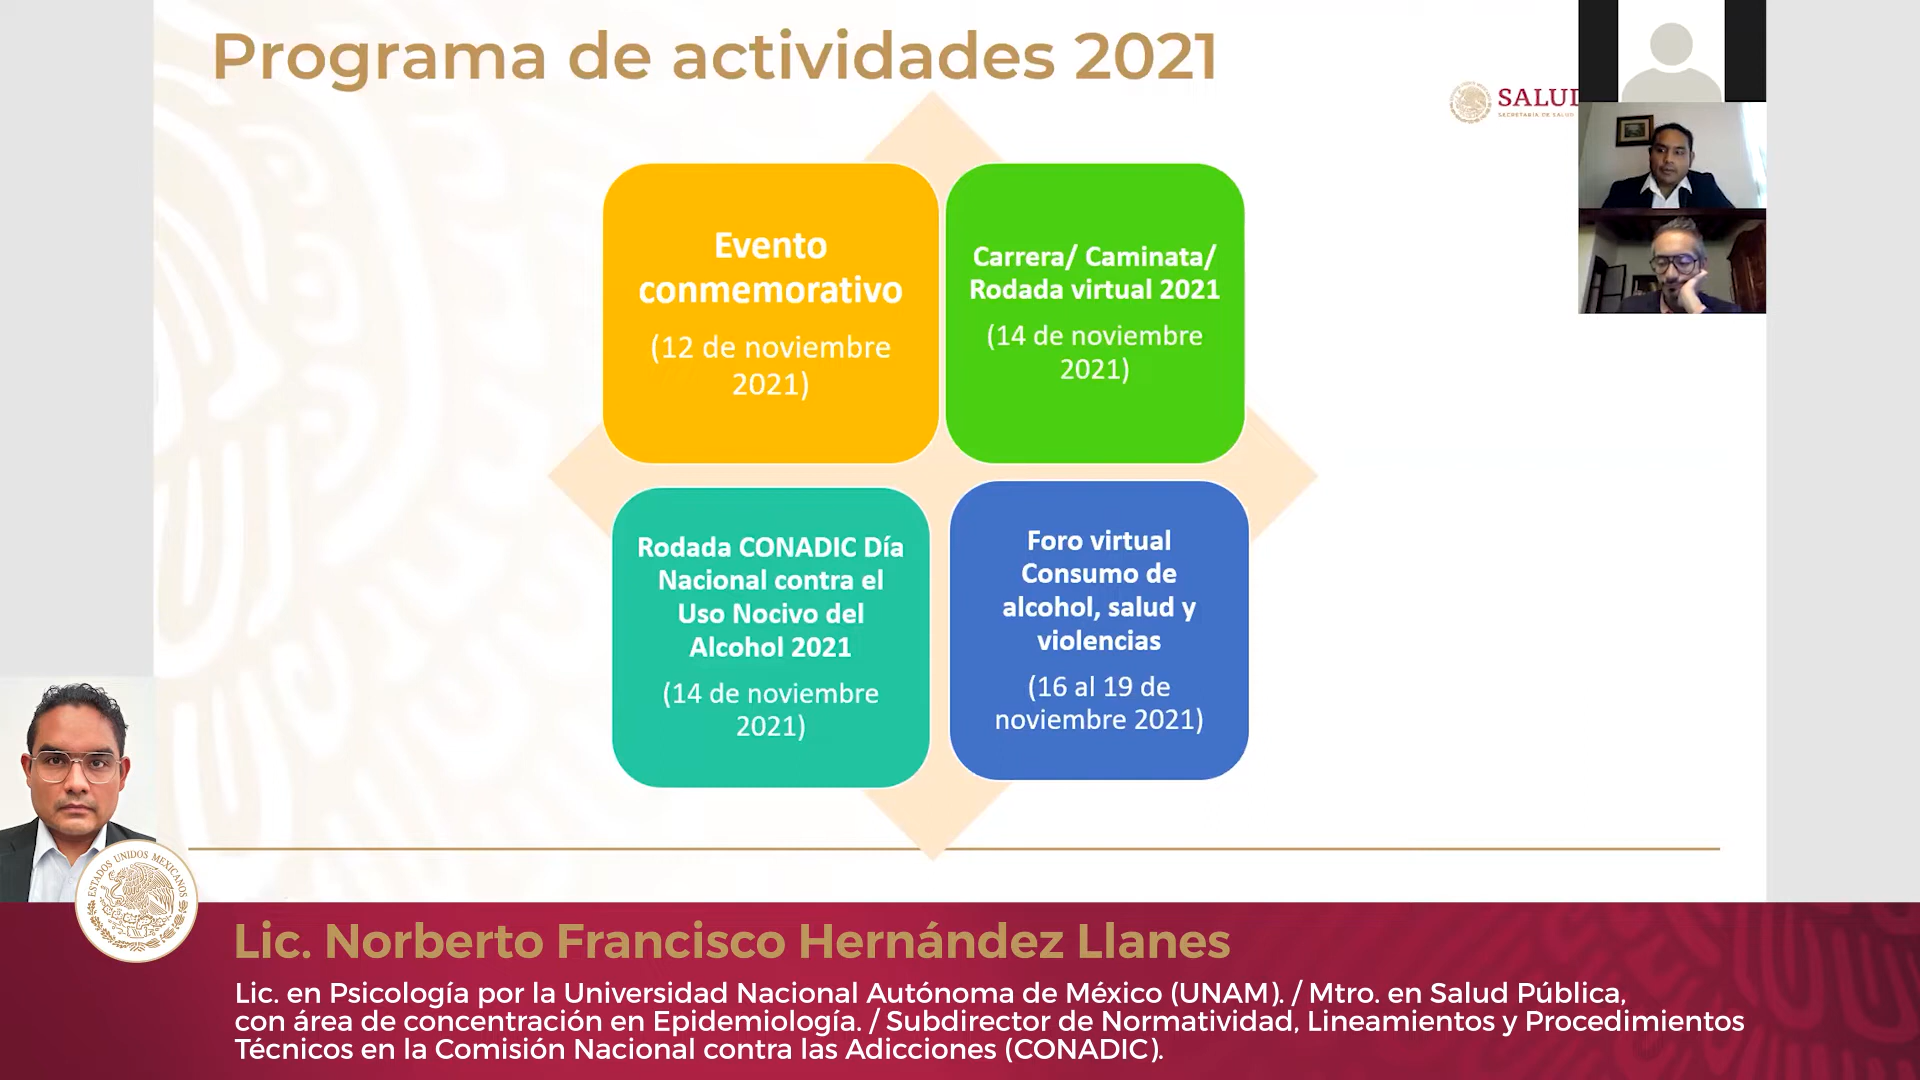 Programa de actividades 2021
SALUD
SECRETARÍA DE SALUD
Evento
conmemorativo
(12 de noviembre
2021)
Carrera/ Caminata/
Rodada virtual 2021
(14 de noviembre
2021)
Rodada CONADIC Día
Nacional contra el
Uso Nocivo del
Alcohol 2021
(14 de noviembre
2021)
Foro virtual
Consumo de
alcohol, salud y
violencias
(16 al 19 de
noviembre 2021)
ESTADOS UNIDOS MEXICANOS
Lic. Norberto Francisco Hernández Llanes
Lic. en Psicología por la Universidad Nacional Autónoma de México (UNAM). / Mtro. en Salud Pública,
con área de concentración en Epidemiología. / Subdirector de Normatividad, Lineamientos y Procedimientos
Técnicos en la Comisión Nacional contra las Adicciones (CONADIC).